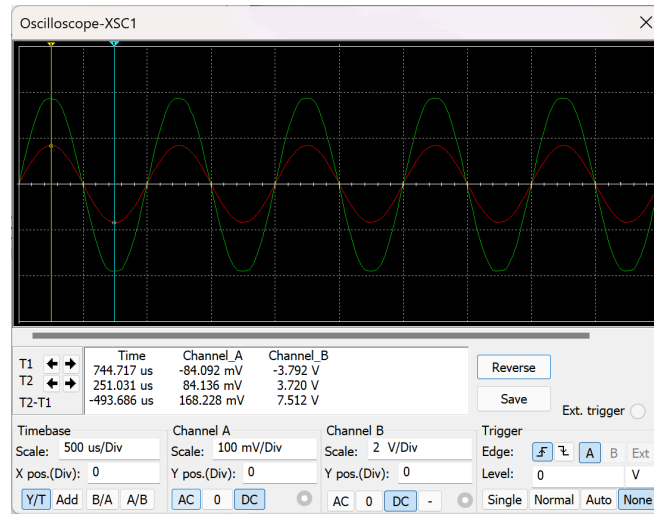 Oscilloscope-XSC1
Time Channel_A Channel_B
T1 744.717 us -84.092 mV -3.792 V
T2 251.031 us 84.136 mV 3.720 V
T2-T1 -493.686 us 168.228 mV 7.512 V
Reverse
Save
Ext. trigger
Timebase Channel A Channel B Trigger
Scale: 500 us/Div Scale: 100 mV/Div Scale: 2 V/Div Edge: A B Ext
X pos.(Div): 0 Y pos.(Div): 0 Y pos.(Div): 0 Level: 0 V
Y/T Add B/A A/B AC 0 DC AC 0 DC - Single Normal Auto None